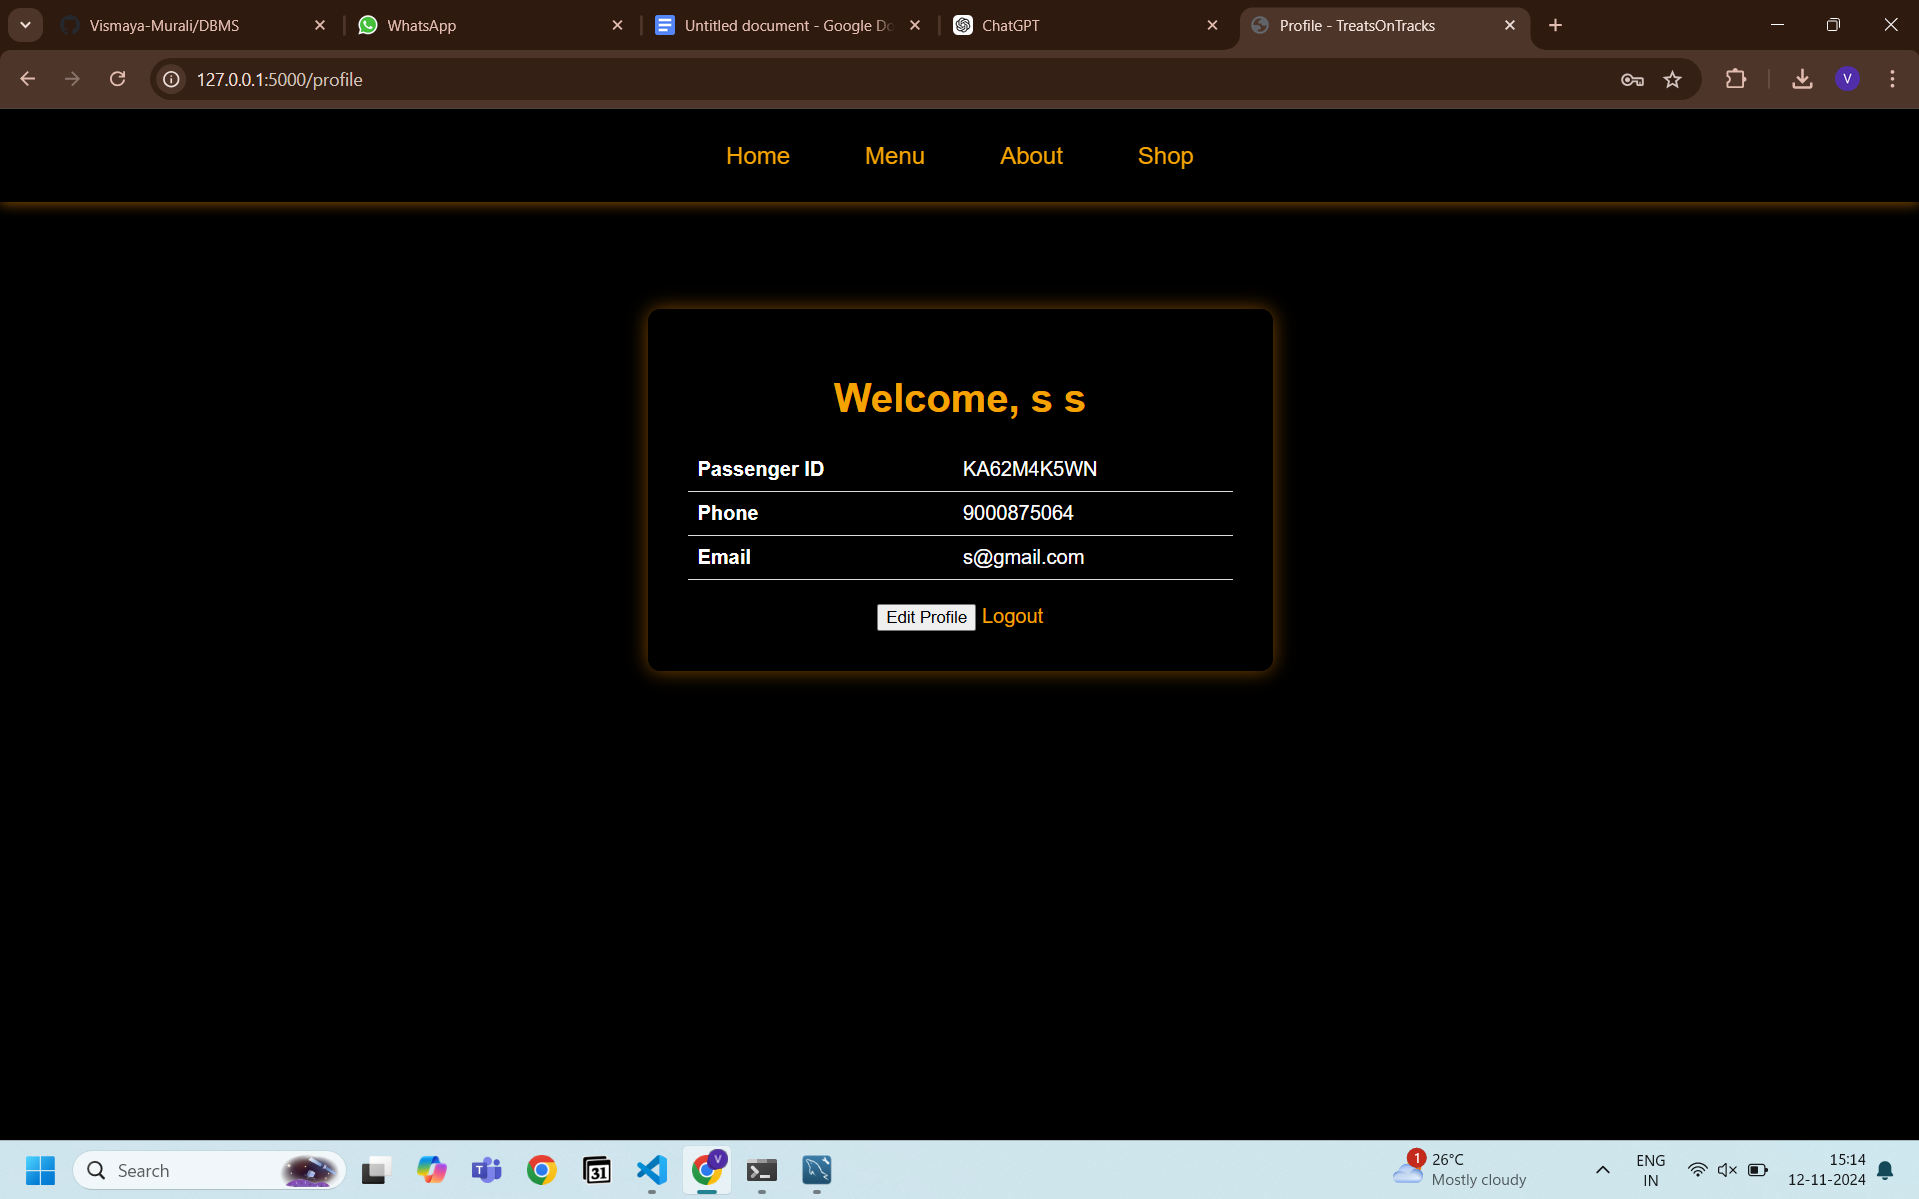 Vismaya-Murali/DBMS
WhatsApp
Untitled document - Google Do
ChatGPT
Profile - TreatsOnTracks
127.0.0.1:5000/profile
V
Home Menu About Shop
Welcome, s s
Passenger ID KA62M4K5WN
Phone 9000875064
Email s@gmail.com
Edit Profile Logout
Search
31
V
1
26°C
Mostly cloudy
ENG
IN
15:14
12-11-2024